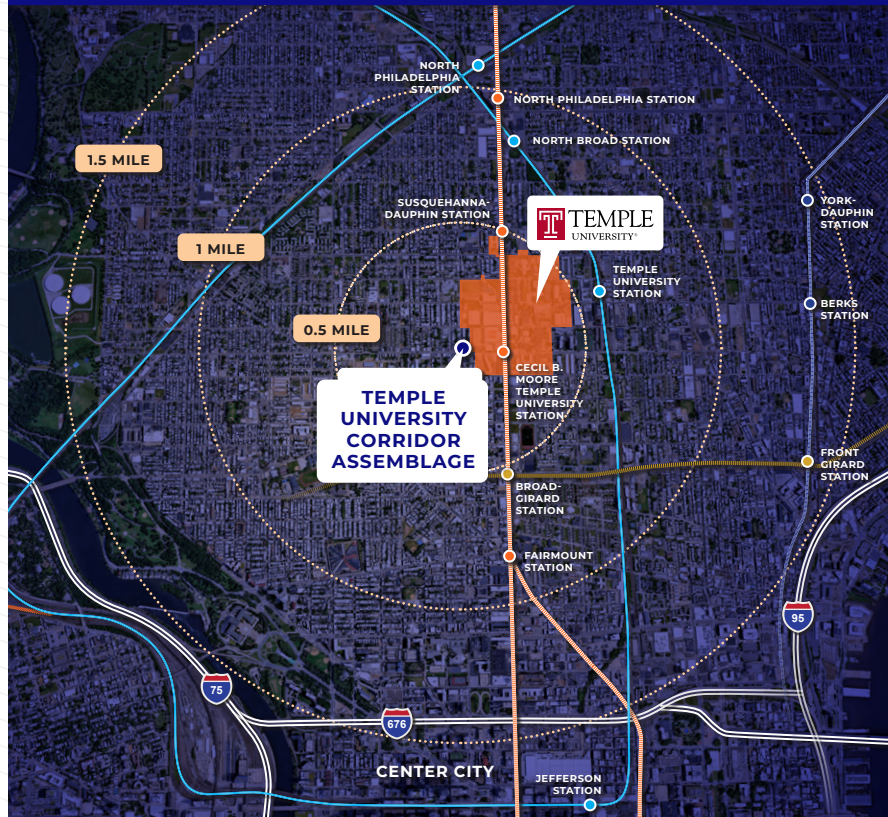 NORTH
PHILADELPHIA
STATION
NORTH PHILADELPHIA STATION
NORTH BROAD STATION
1.5 MILE
SUSQUEHANNA-
DAUPHIN STATION
TEMPLE
UNIVERSITY
YORK-
DAUPHIN
STATION
1 MILE
TEMPLE
UNIVERSITY
STATION
BERKS
STATION
0.5 MILE
CECIL B.
MOORE
TEMPLE
UNIVERSITY
STATION
TEMPLE
UNIVERSITY
CORRIDOR
ASSEMBLAGE
FRONT
GIRARD
STATION
BROAD-
GIRARD
STATION
FAIRMOUNT
STATION
95
75
676
CENTER CITY
JEFFERSON
STATION